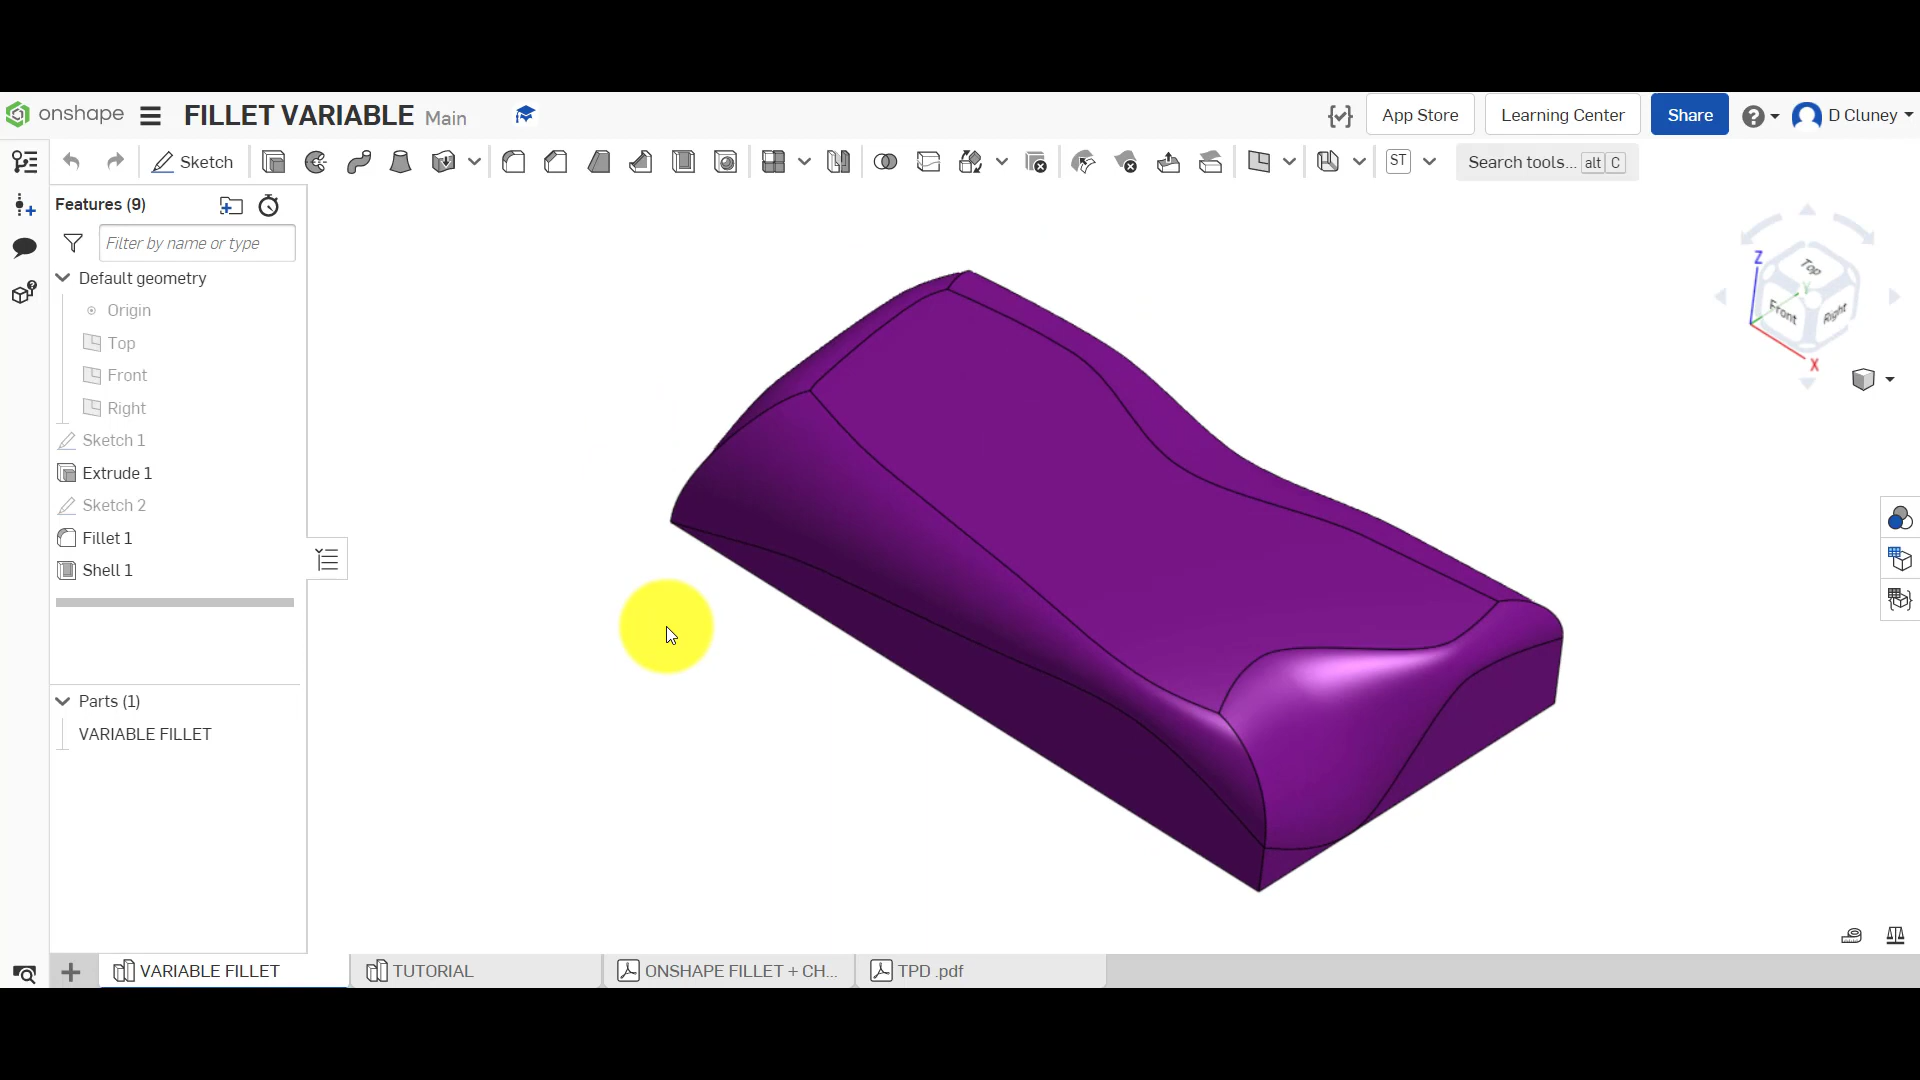 onshape FILLET VARIABLE Main App Store Learning Center Share D Cluney
Sketch ST Search tools... alt C
Features (9)
Filter by name or type
Default geometry
Origin
Top
Front
Right
Sketch 1
Extrude 1
Sketch 2
Fillet 1
Shell 1
Parts (1)
VARIABLE FILLET
Z
Top
Y
Front
Right
X
VARIABLE FILLET TUTORIAL ONSHAPE FILLET + CH... TPD .pdf